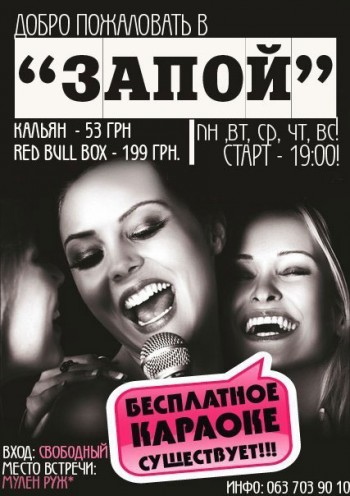 ДОБРО ПОЖАЛОВАТЬ В
“ЗАПОЙ”
КАЛЬЯН - 53 ГРН
RED BULL BOX - 199 ГРН.
ПН ,ВТ, СР, ЧТ, ВС!
СТАРТ - 19:00!
БЕСПЛАТНОЕ
КАРАОКЕ
СУЩЕСТВУЕТ!!!
ВХОД: СВОБОДНЫЙ
МЕСТО ВСТРЕЧИ:
МУЛЕН РУЖ*
ИНФО: 063 703 90 10